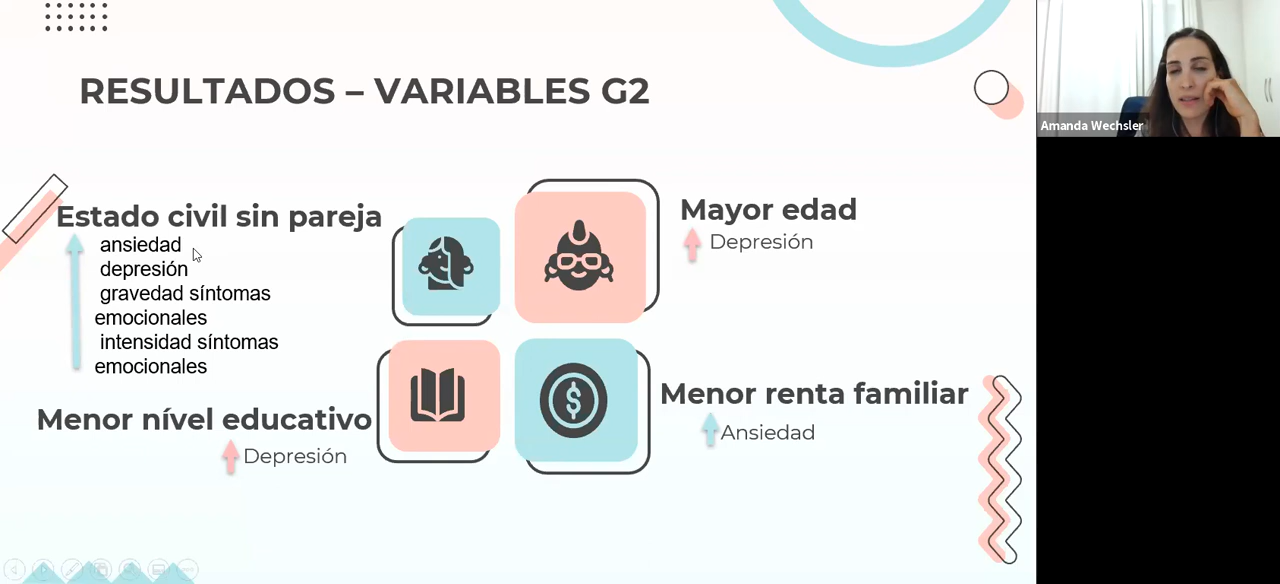 RESULTADOS – VARIABLES G2
Amanda Wechsler
Estado civil sin pareja
ansiedad
depresión
gravedad síntomas
emocionales
intensidad síntomas
emocionales
Mayor edad
Depresión
Menor nível educativo
Depresión
Menor renta familiar
Ansiedad
$